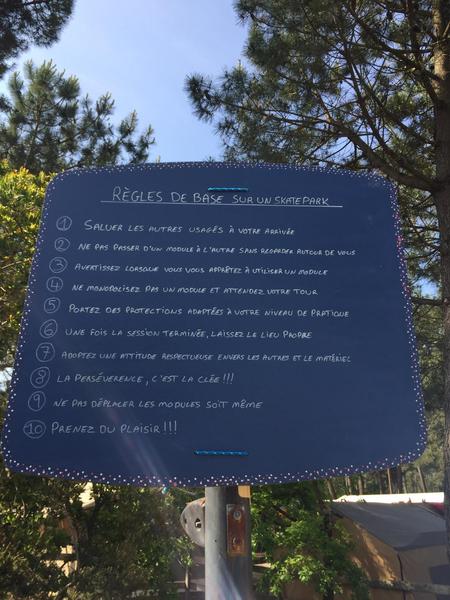 RÈGLES DE BASE SUR UN SKATEPARK
1 SALUER LES AUTRES USAGÉS À VOTRE ARRIVÉE
2 NE PAS PASSER D'UN MODULE À L'AUTRE SANS REGARDER AUTOUR DE VOUS
3 AVERTISSEZ LORSQUE VOUS VOUS APPRÊTEZ À UTILISER UN MODULE
4 NE MONOPOLISEZ PAS UN MODULE ET ATTENDEZ VOTRE TOUR
5 PORTEZ DES PROTECTIONS ADAPTÉES À VOTRE NIVEAU DE PRATIQUE
6 UNE FOIS LA SESSION TERMINÉE, LAISSEZ LE LIEU PROPRE
7 ADOPTEZ UNE ATTITUDE RESPECTUEUSE ENVERS LES AUTRES ET LE MATÉRIEL
8 LA PERSÉVERENCE, C'EST LA CLÉE !!!
9 NE PAS DÉPLACER LES MODULES SOIT MÊME
10 PRENEZ DU PLAISIR !!!